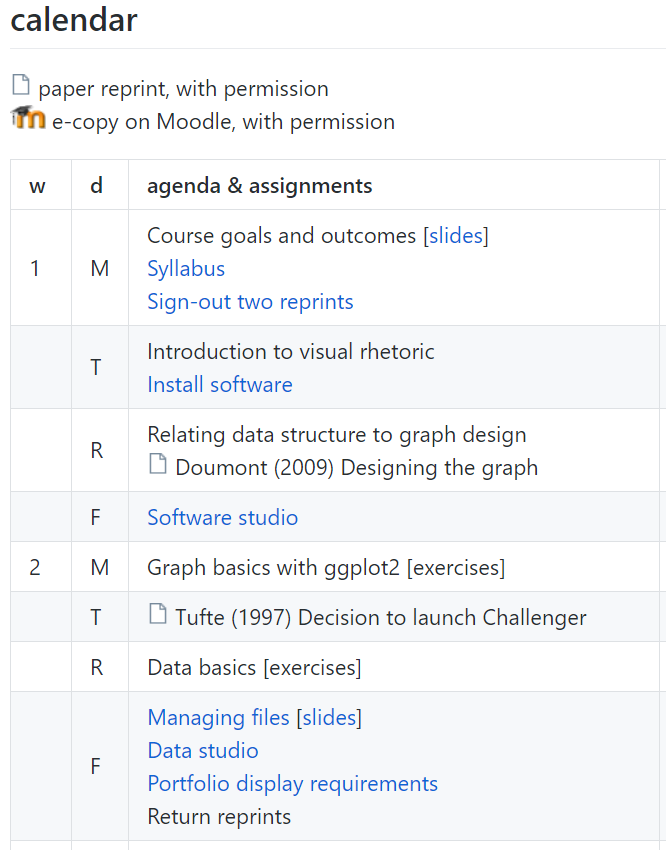 calendar
paper reprint, with permission
e-copy on Moodle, with permission
w d agenda & assignments
1 M Course goals and outcomes [slides]
Syllabus
Sign-out two reprints
T Introduction to visual rhetoric
Install software
R Relating data structure to graph design
Doumont (2009) Designing the graph
F Software studio
2 M Graph basics with ggplot2 [exercises]
T Tufte (1997) Decision to launch Challenger
R Data basics [exercises]
F Managing files [slides]
Data studio
Portfolio display requirements
Return reprints